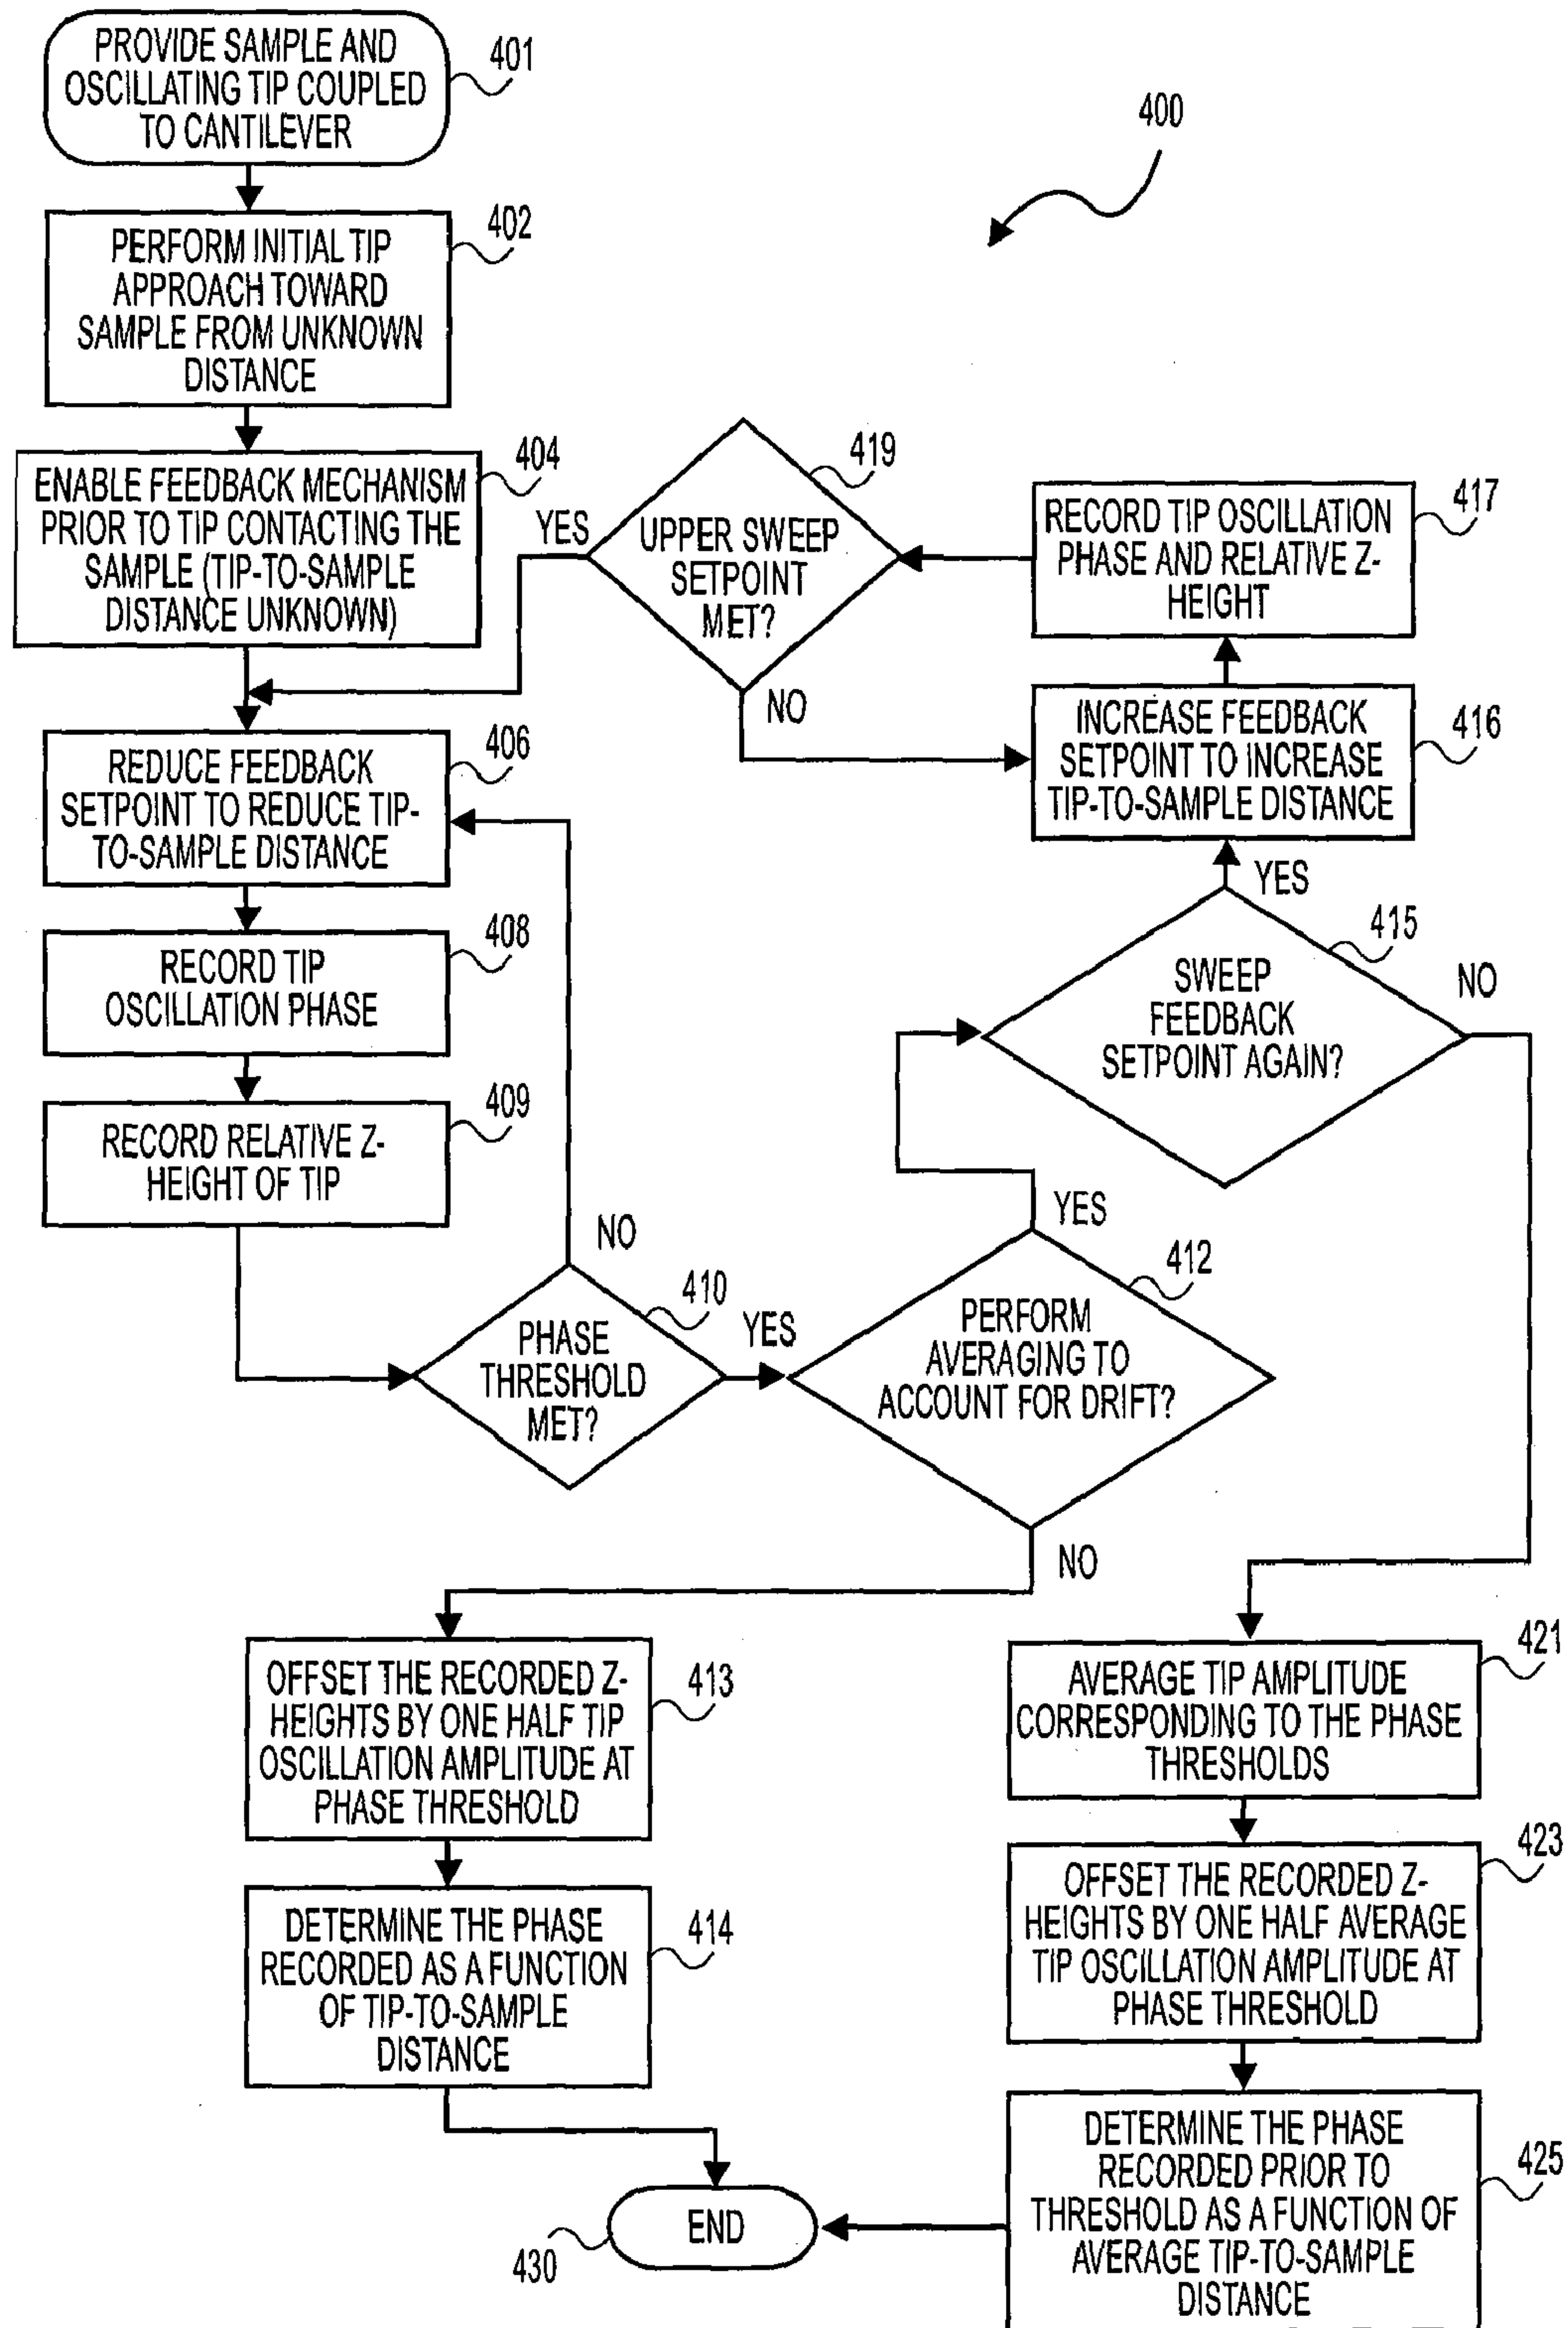 PROVIDE SAMPLE AND
OSCILLATING TIP COUPLED
TO CANTILEVER
401
400
PERFORM INITIAL TIP
APPROACH TOWARD
SAMPLE FROM UNKNOWN
DISTANCE
402
ENABLE FEEDBACK MECHANISM
PRIOR TO TIP CONTACTING THE
SAMPLE (TIP-TO-SAMPLE
DISTANCE UNKNOWN)
404
YES
UPPER SWEEP
SETPOINT
MET?
419
NO
RECORD TIP OSCILLATION
PHASE AND RELATIVE Z-
HEIGHT
417
INCREASE FEEDBACK
SETPOINT TO INCREASE
TIP-TO-SAMPLE DISTANCE
416
YES
REDUCE FEEDBACK
SETPOINT TO REDUCE TIP-
TO-SAMPLE DISTANCE
406
RECORD TIP
OSCILLATION PHASE
408
RECORD RELATIVE Z-
HEIGHT OF TIP
409
SWEEP
FEEDBACK
SETPOINT AGAIN?
415
NO
NO
PHASE
THRESHOLD
MET?
410
YES
YES
PERFORM
AVERAGING TO
ACCOUNT FOR DRIFT?
412
NO
OFFSET THE RECORDED Z-
HEIGHTS BY ONE HALF TIP
OSCILLATION AMPLITUDE AT
PHASE THRESHOLD
413
DETERMINE THE PHASE
RECORDED AS A FUNCTION
OF TIP-TO-SAMPLE
DISTANCE
414
AVERAGE TIP AMPLITUDE
CORRESPONDING TO THE PHASE
THRESHOLDS
421
OFFSET THE RECORDED Z-
HEIGHTS BY ONE HALF AVERAGE
TIP OSCILLATION AMPLITUDE AT
PHASE THRESHOLD
423
DETERMINE THE PHASE
RECORDED PRIOR TO
THRESHOLD AS A FUNCTION OF
AVERAGE TIP-TO-SAMPLE
DISTANCE
425
END
430